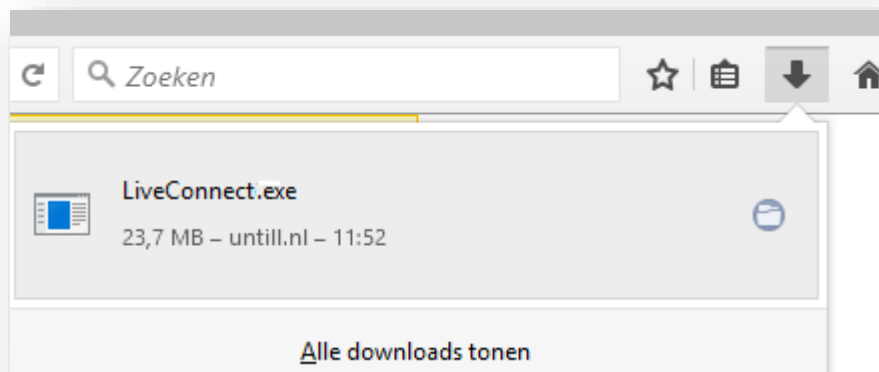 Zoeken
LiveConnect.exe
23,7 MB – untill.nl – 11:52
Alle downloads tonen